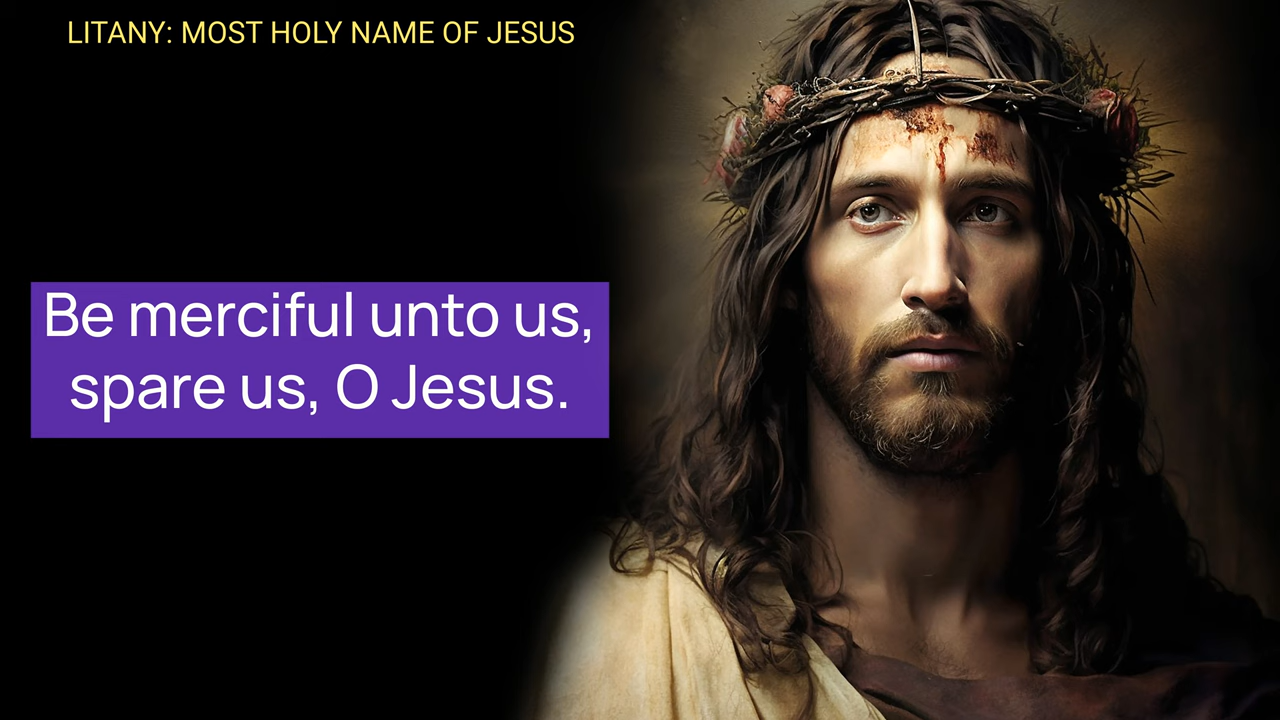 LITANY: MOST HOLY NAME OF JESUS
Be merciful unto us,
spare us, O Jesus.